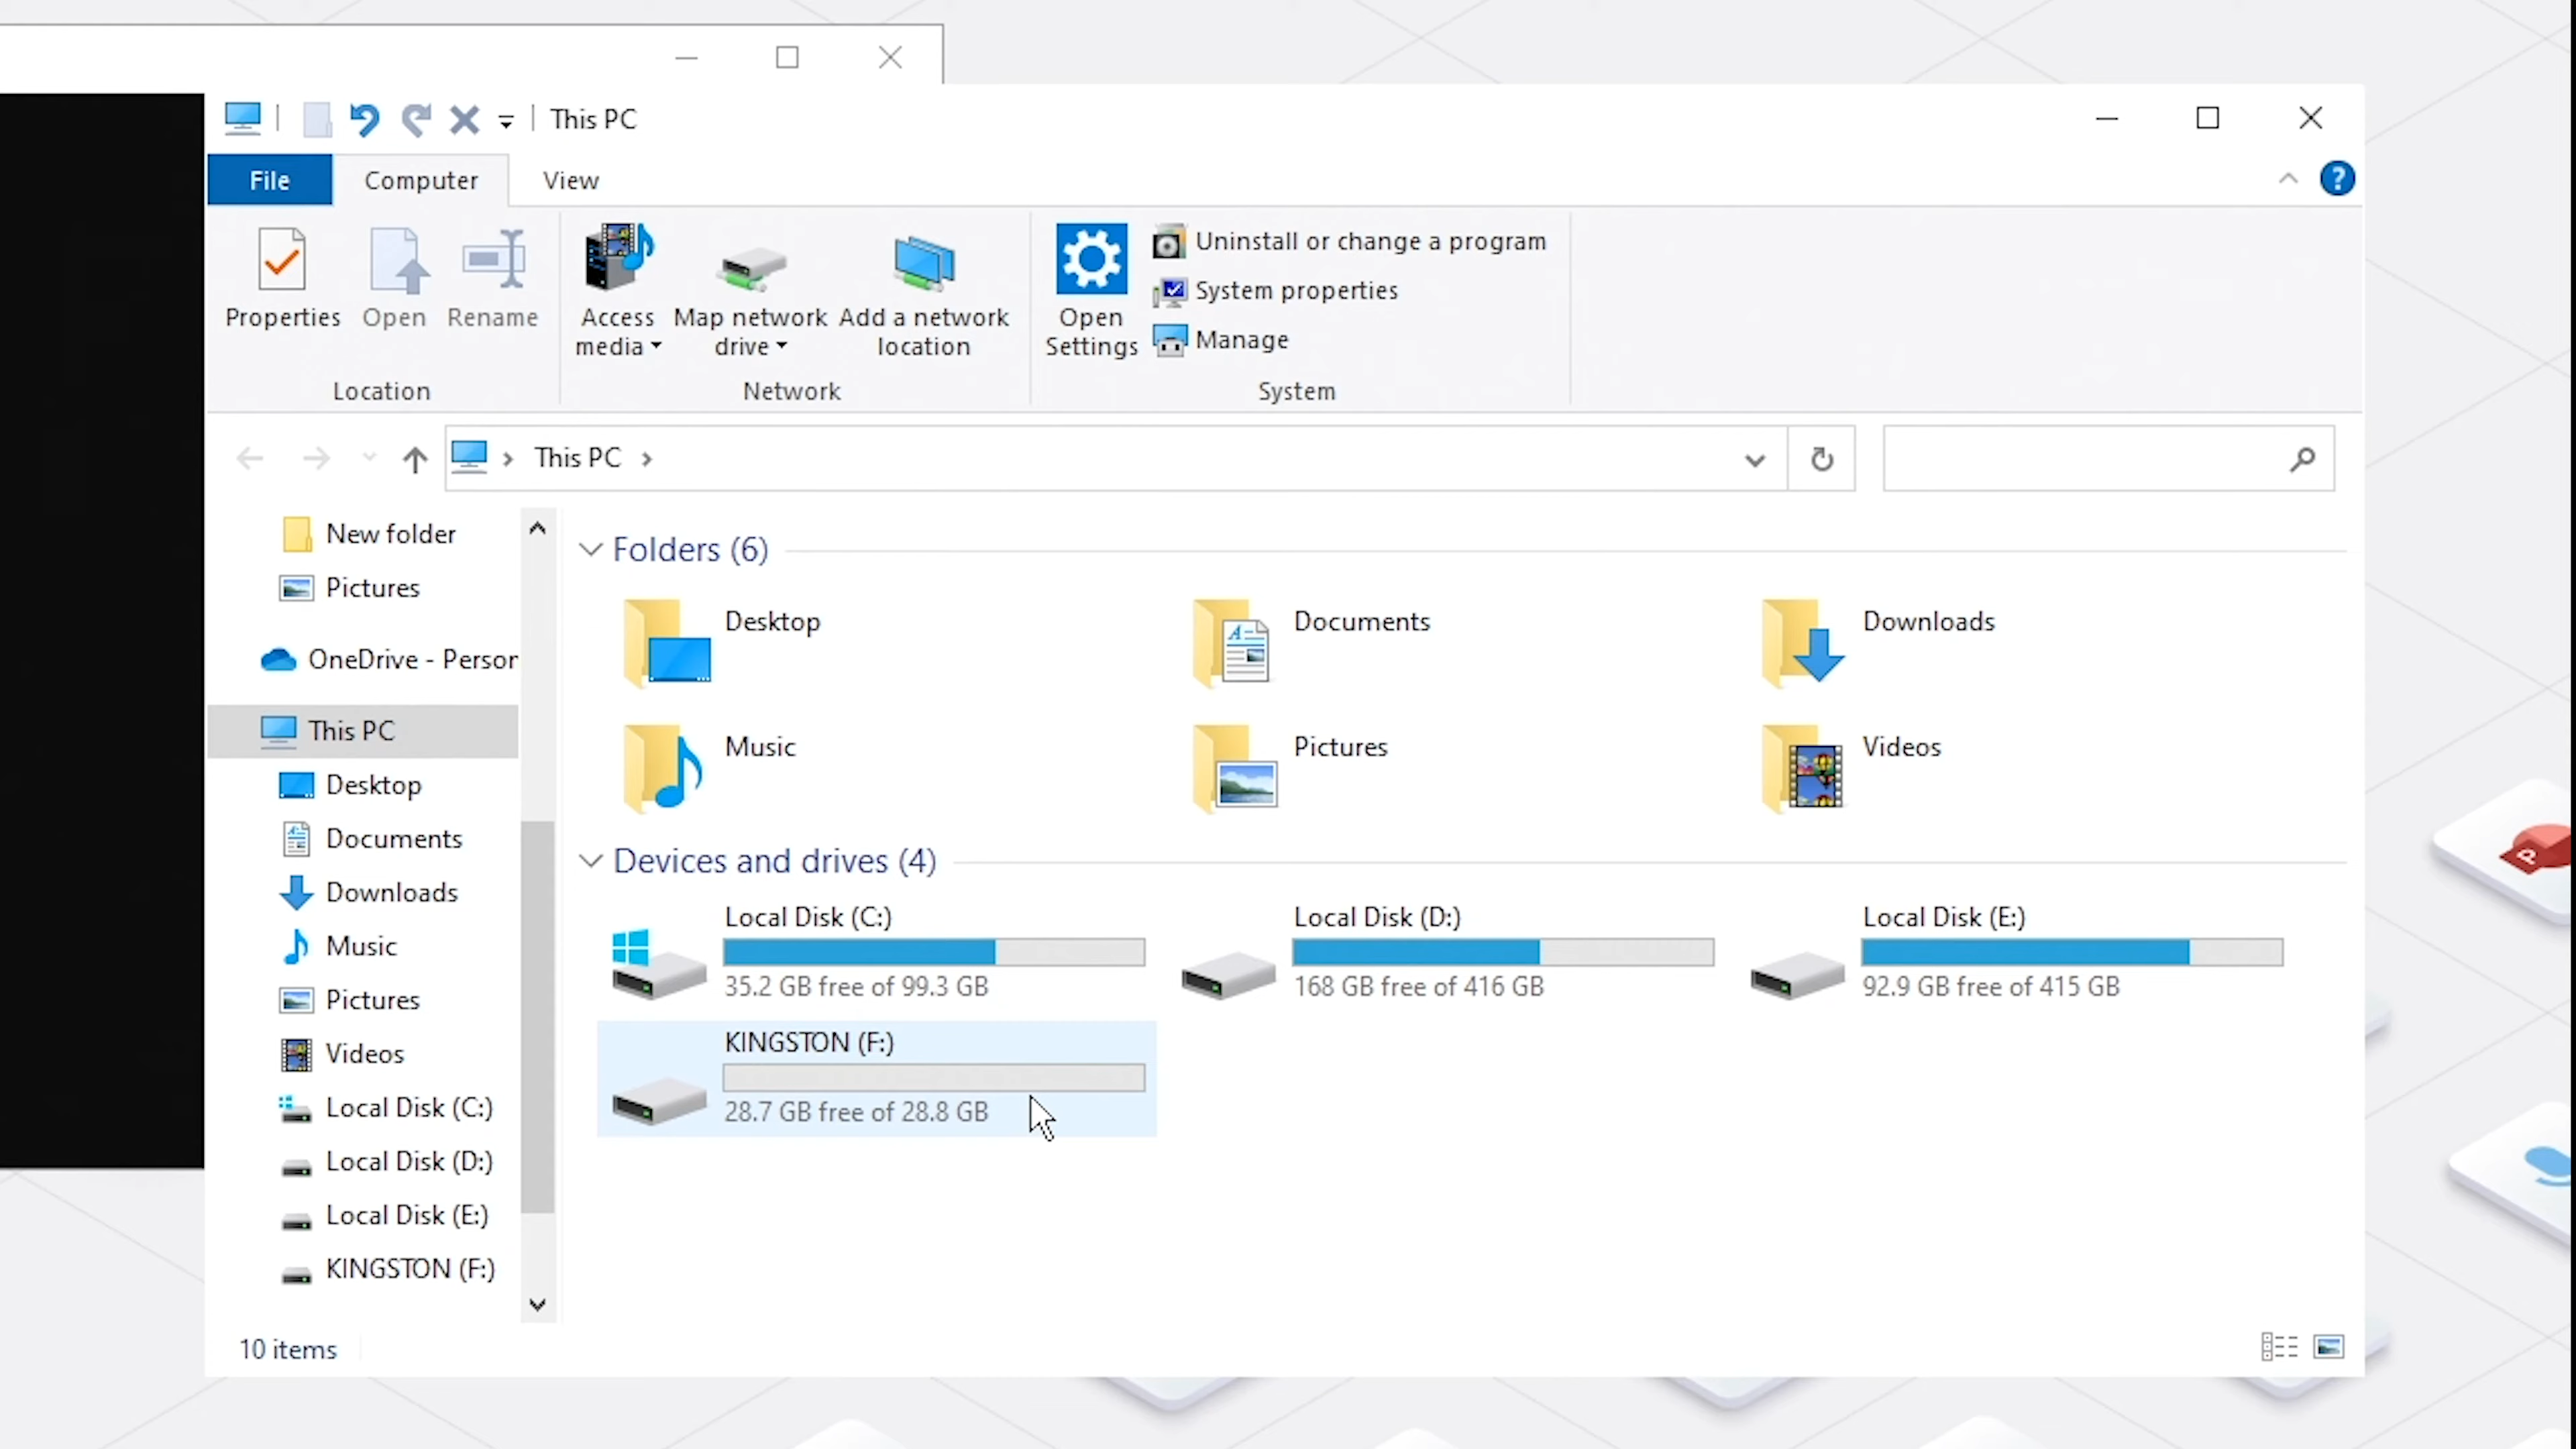 This PC
File
Computer
View
Properties
Open
Rename
Access
media
Map network
drive
Add a network
location
Open
Settings
Uninstall or change a program
System properties
Manage
Location
Network
System
This PC
New folder
Pictures
OneDrive - Person
This PC
Desktop
Documents
Downloads
Music
Pictures
Videos
Local Disk (C:)
Local Disk (D:)
Local Disk (E:)
KINGSTON (F:)
Folders (6)
Desktop
Documents
Downloads
Music
Pictures
Videos
Devices and drives (4)
Local Disk (C:)
35.2 GB free of 99.3 GB
Local Disk (D:)
168 GB free of 416 GB
Local Disk (E:)
92.9 GB free of 415 GB
KINGSTON (F:)
28.7 GB free of 28.8 GB
10 items
P